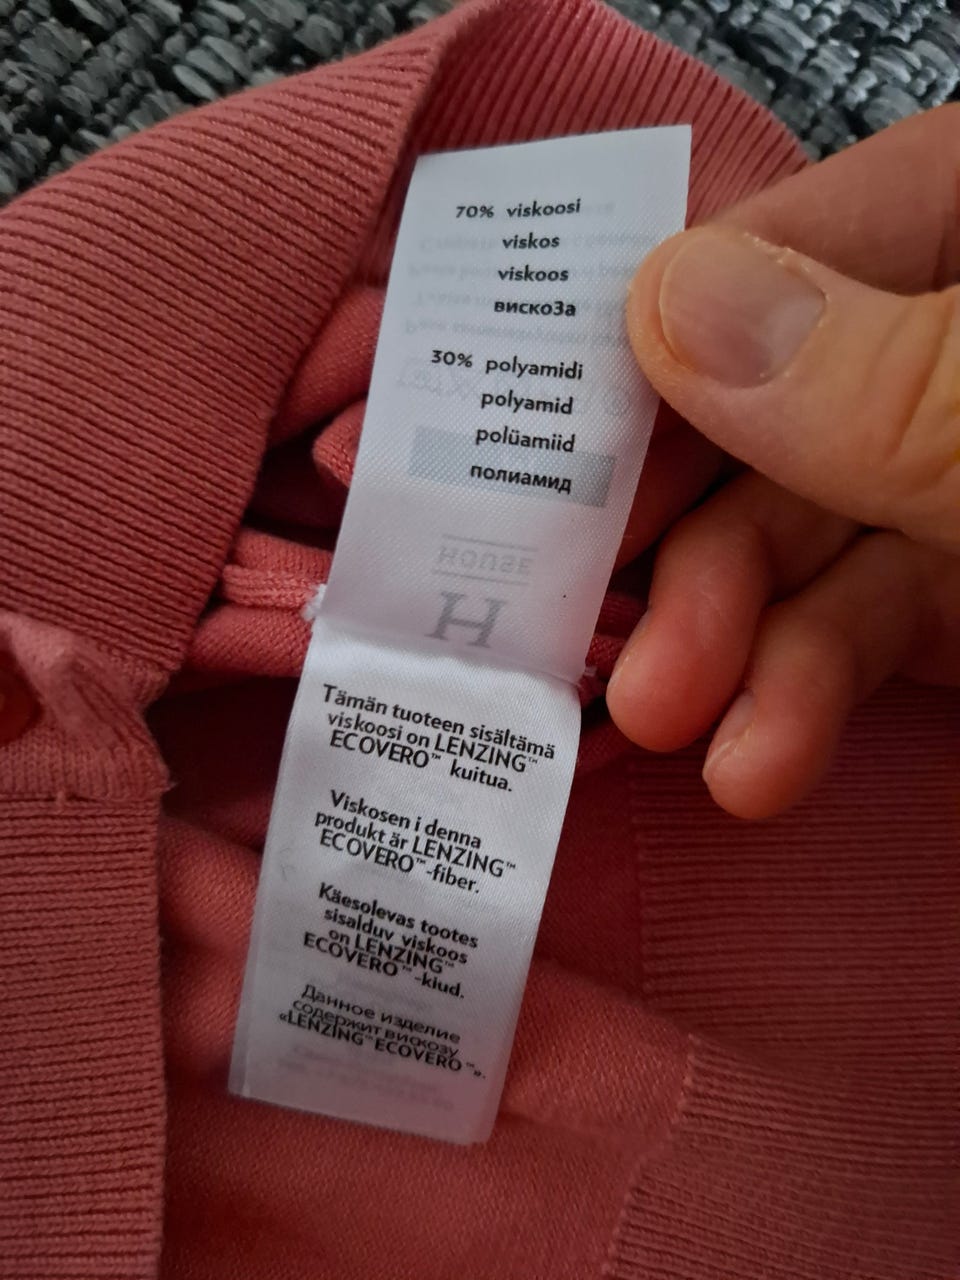 70% viskoosi
viskos
viskoos
вискоЗа
30% polyamidi
polyamid
polüamiid
полиамид
HOUSE
H
Tämän tuoteen sisältämä
viskoosi on LENZING™
ECOVERO™ kuitua.
Viskosen i denna
produkt är LENZING™
ECOVERO™-fiber.
Käesolevas tootes
sisalduv viskoos
on LENZING™
ECOVERO™-kiud.
Данное изделие
содержит вискозу
«LENZING™ ECOVERO™».